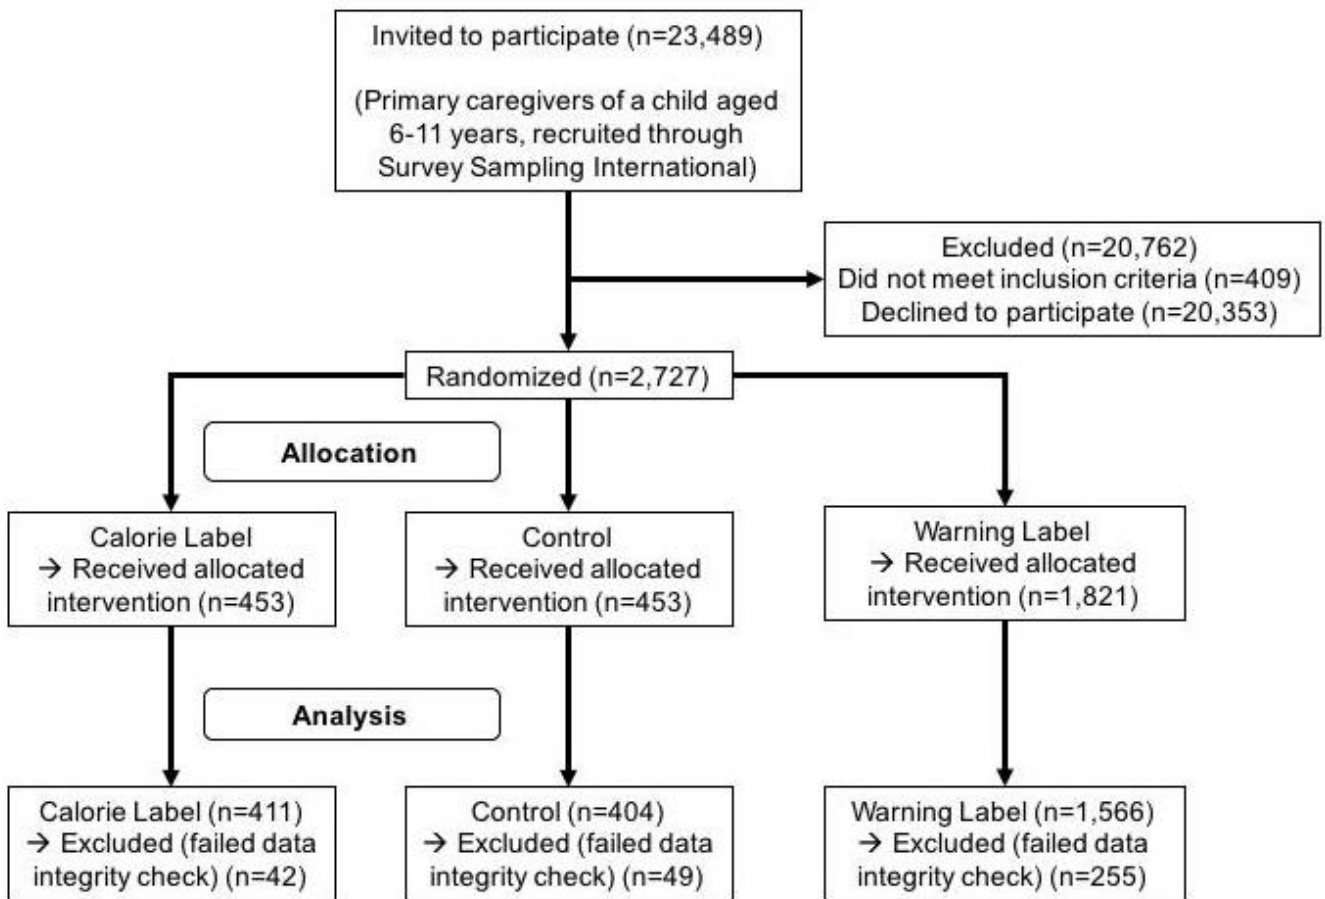 Invited to participate (n=23,489)
(Primary caregivers of a child aged
6-11 years, recruited through
Survey Sampling International)
Excluded (n=20,762)
Did not meet inclusion criteria (n=409)
Declined to participate (n=20,353)
Randomized (n=2,727)
Allocation
Calorie Label
→ Received allocated
intervention (n=453)
Control
→ Received allocated
intervention (n=453)
Warning Label
→ Received allocated
intervention (n=1,821)
Analysis
Calorie Label (n=411)
→ Excluded (failed data
integrity check) (n=42)
Control (n=404)
→ Excluded (failed data
integrity check) (n=49)
Warning Label (n=1,566)
→ Excluded (failed data
integrity check) (n=255)